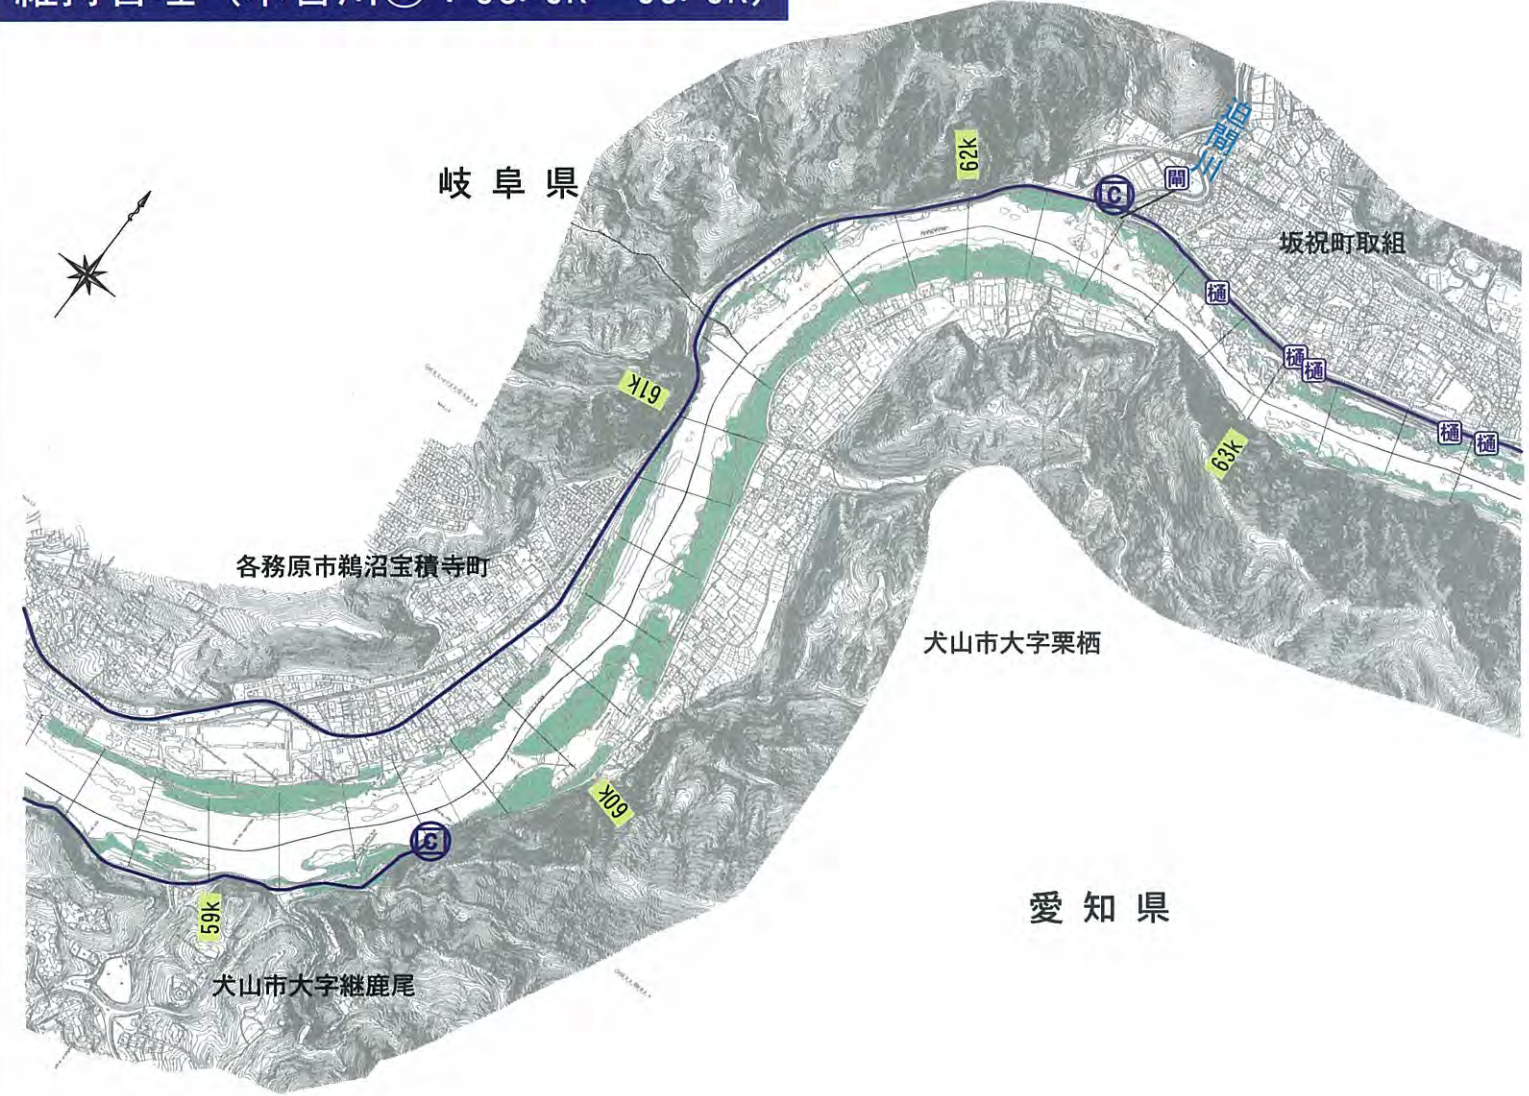 岐阜県
62k
迫間川
閘
C
坂祝町取組
樋
樋
樋
61k
樋
樋
63k
各務原市鵜沼宝積寺町
犬山市大字栗栖
60k
C
59k
愛知県
犬山市大字継鹿尾